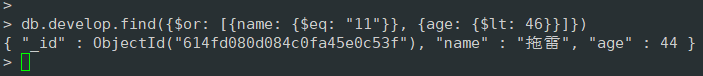 >
> db.develop.find({$or: [{name: {$eq: "11"}}, {age: {$lt: 46}}]})
{ "_id" : ObjectId("614fd080d084c0fa45e0c53f"), "name" : "拖雷", "age" : 44 }
>